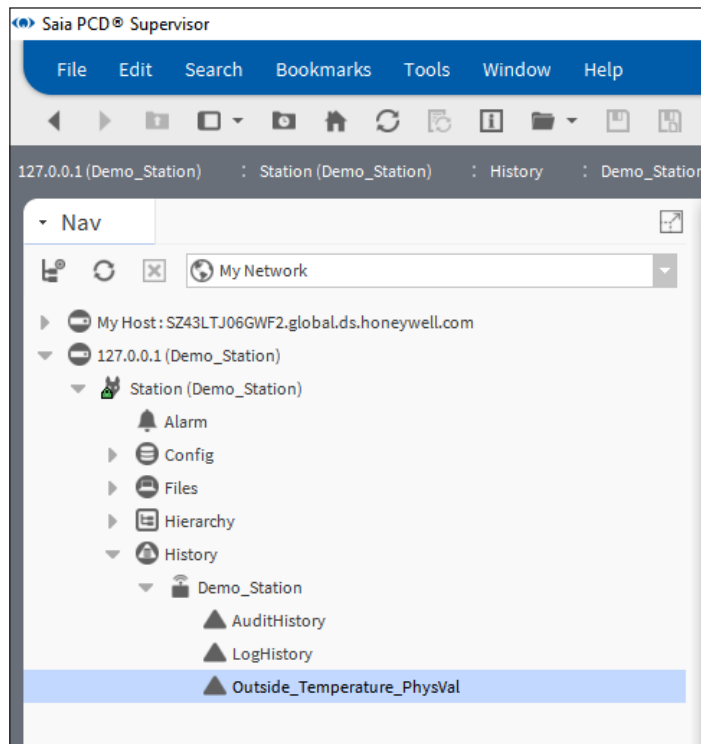 Saia PCD® Supervisor
File Edit Search Bookmarks Tools Window Help
127.0.0.1 (Demo_Station) : Station (Demo_Station) : History : Demo_Station
Nav
My Network
My Host : SZ43LTJ06GWF2.global.ds.honeywell.com
127.0.0.1 (Demo_Station)
Station (Demo_Station)
Alarm
Config
Files
Hierarchy
History
Demo_Station
AuditHistory
LogHistory
Outside_Temperature_PhysVal